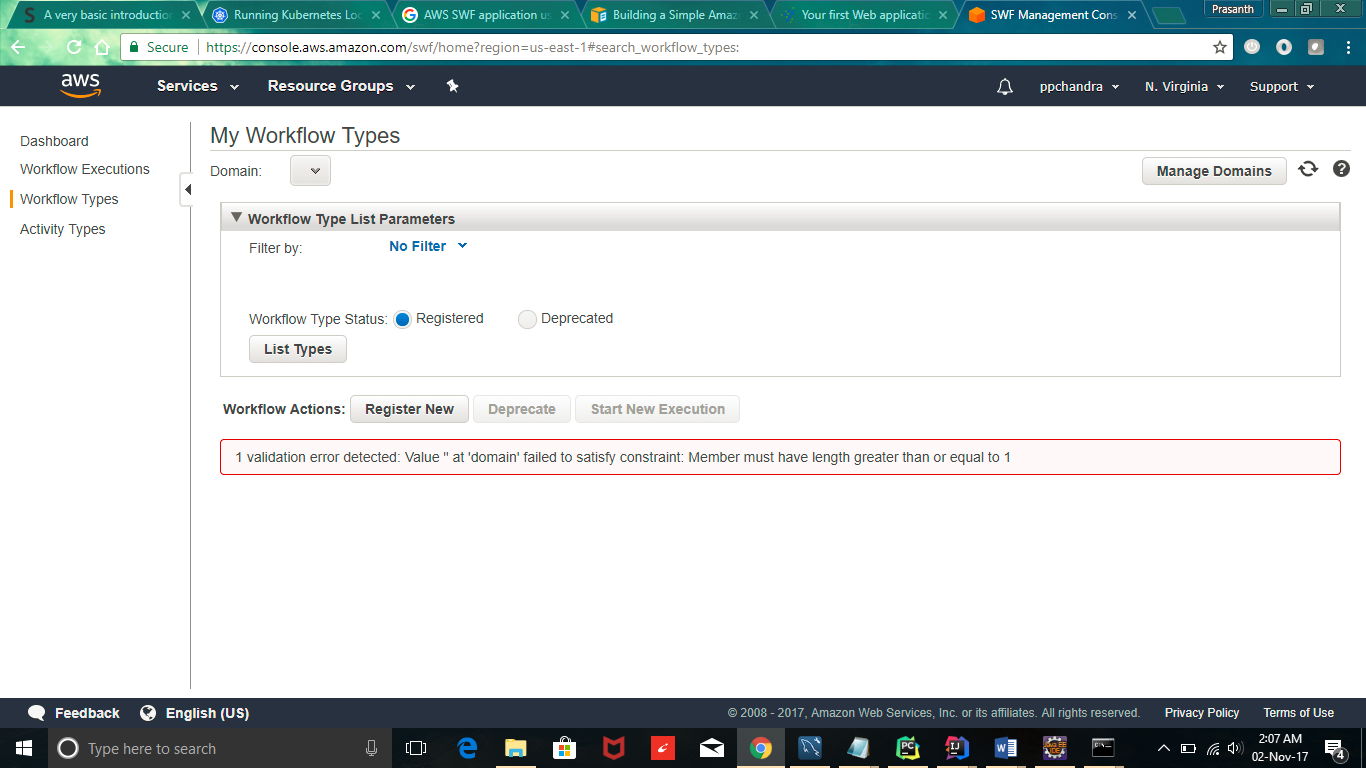 A very basic introduction
Running Kubernetes Loc
AWS SWF application us
Building a Simple Amaz
Your first Web applicatio
SWF Management Cons
Prasanth
Secure
https://console.aws.amazon.com/swf/home?region=us-east-1#search_workflow_types:
aws
Services
Resource Groups
ppchandra
N. Virginia
Support
Dashboard
Workflow Executions
Workflow Types
Activity Types
My Workflow Types
Domain:
Manage Domains
Workflow Type List Parameters
Filter by:
No Filter
Workflow Type Status:
Registered
Deprecated
List Types
Workflow Actions:
Register New
Deprecate
Start New Execution
1 validation error detected: Value '' at 'domain' failed to satisfy constraint: Member must have length greater than or equal to 1
Feedback
English (US)
© 2008 - 2017, Amazon Web Services, Inc. or its affiliates. All rights reserved.
Privacy Policy
Terms of Use
Type here to search
2:07 AM
02-Nov-17
4